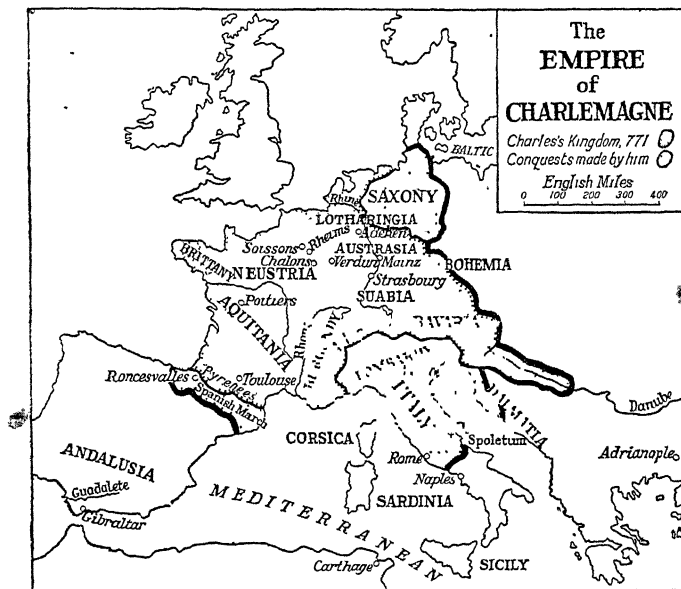 The
EMPIRE
of
CHARLEMAGNE
Charles's Kingdom, 771
Conquests made by him
English Miles
0 100 200 300 400
BALTIC
SAXONY
Rhine
LOTHARINGIA
Aachen
Soissons
Rheims
AUSTRASIA
BRITTANY
Chalons
Verdun
Mainz
BOHEMIA
NEUSTRIA
Strasbourg
SUABIA
Poitiers
AQUITANIA
Rhone
Pyrenees
Toulouse
Roncesvalles
Spanish March
ITALY
Danube
CORSICA
Spoletum
ANDALUSIA
Rome
Adrianople
Guadalete
Naples
SARDINIA
Gibraltar
MEDITERRANEAN
Carthage
SICILY